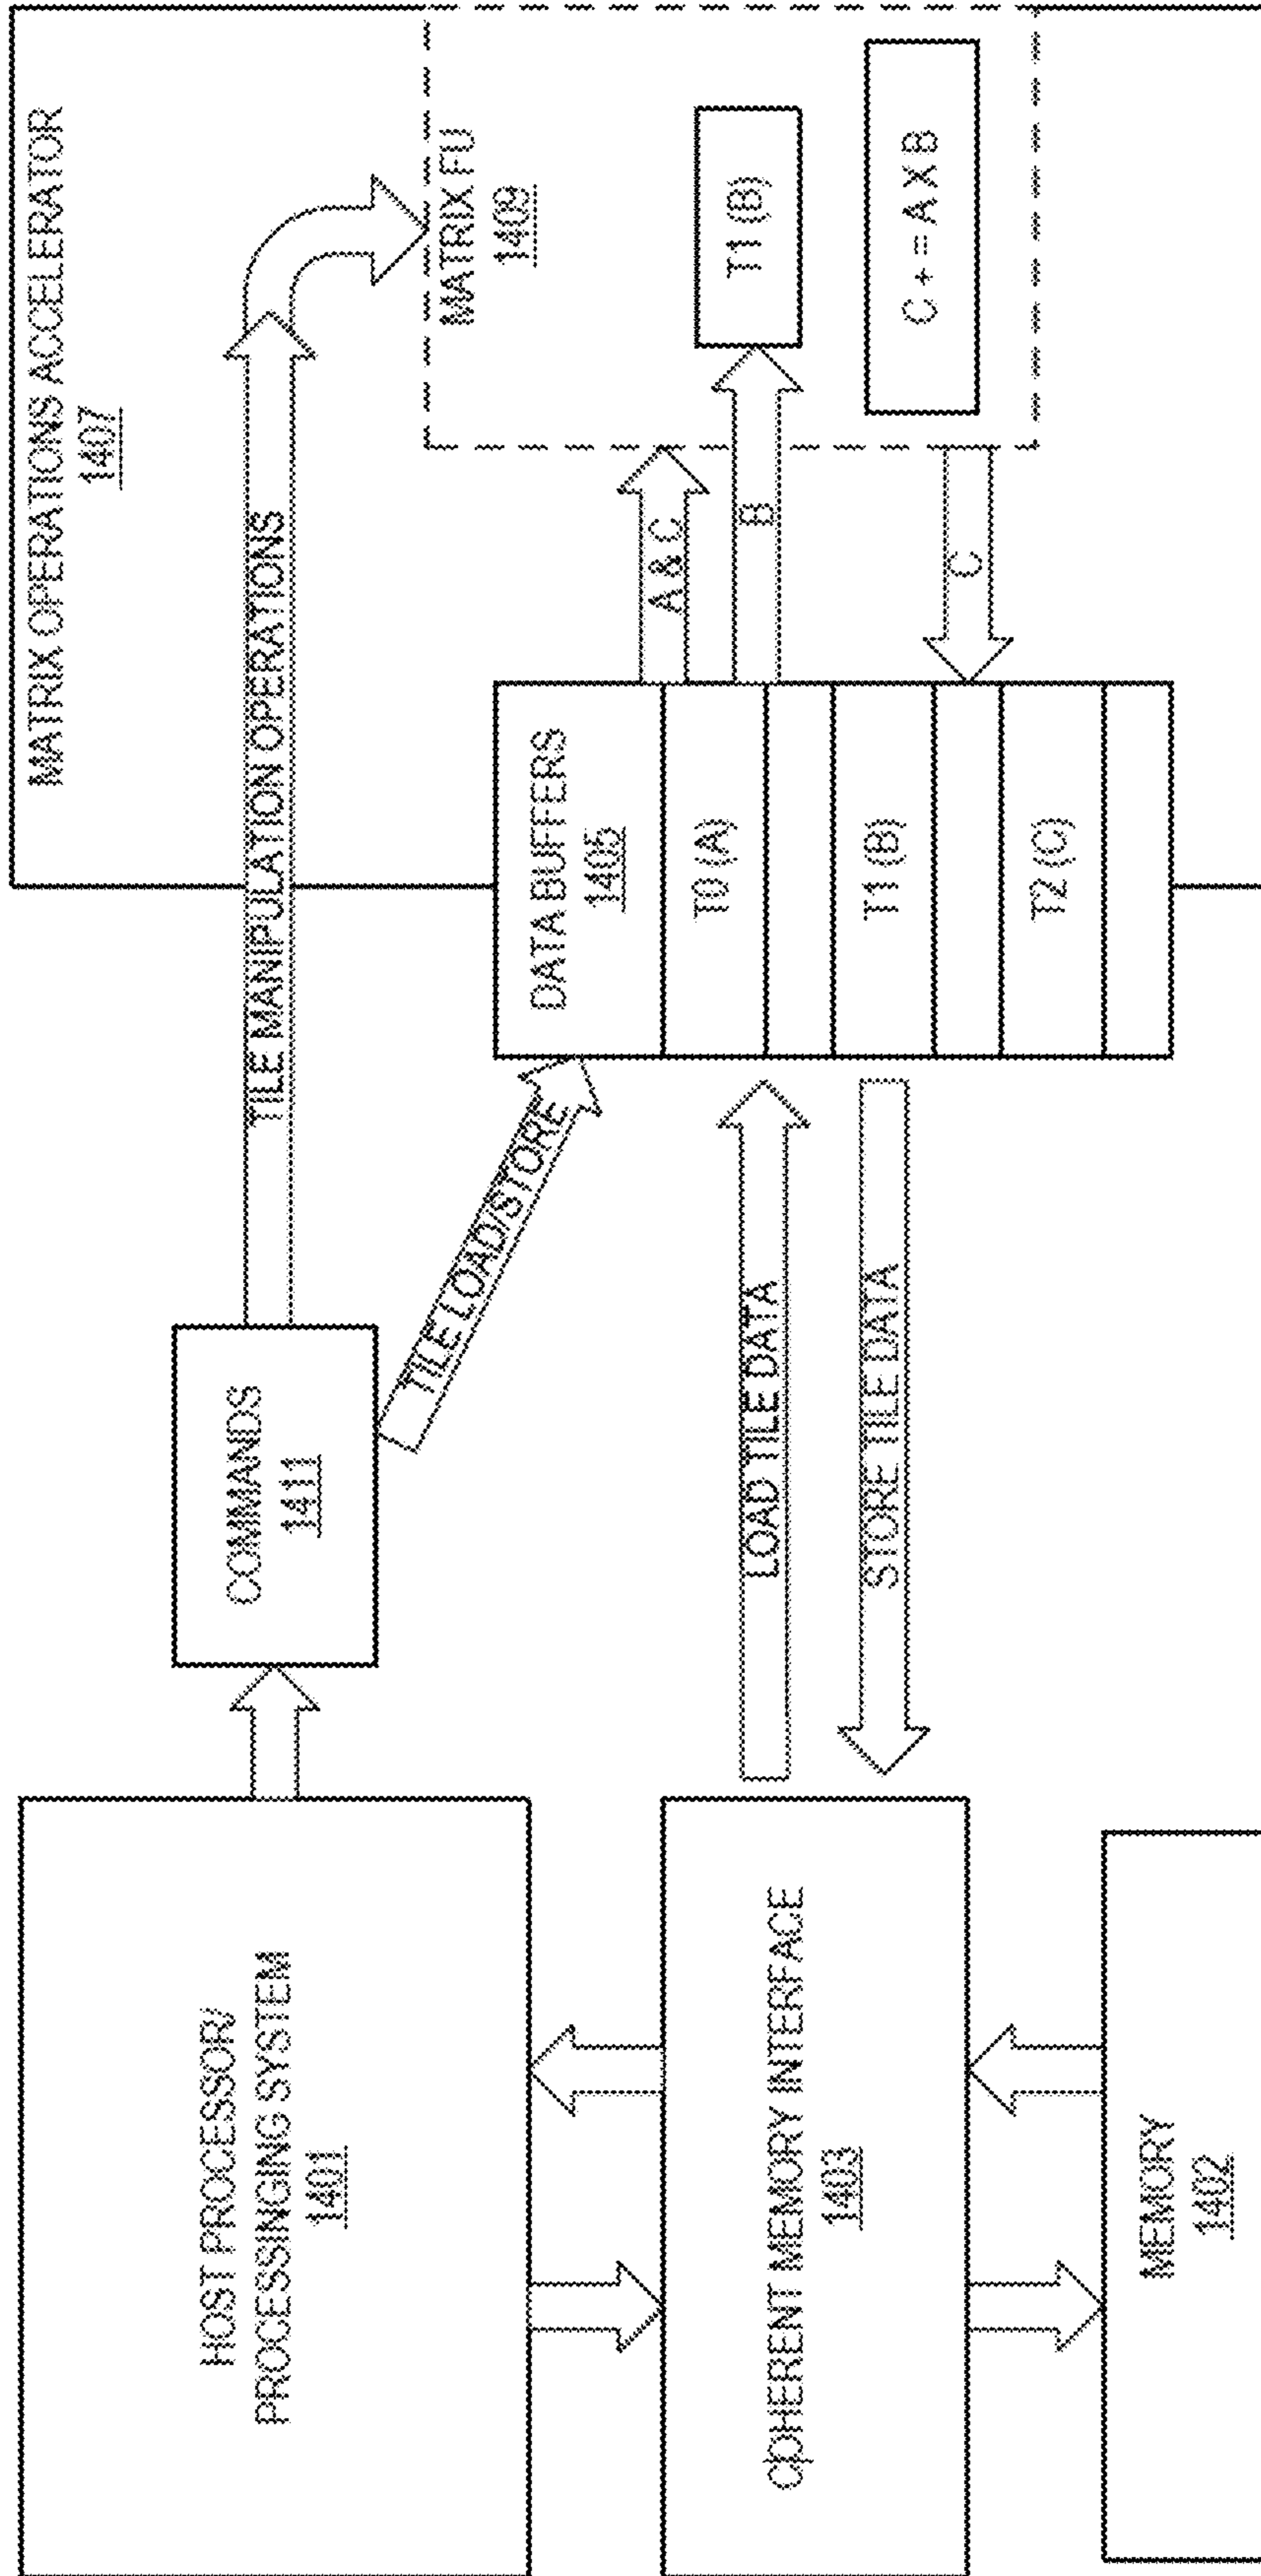 HOST PROCESSOR/
PROCESSINGING SYSTEM
1401
COMMANDS
1411
TILE MANIPULATION OPERATIONS
MATRIX OPERATIONS ACCELERATOR
1407
MATRIX FU
1409
TILE LOAD/STORE
DATA BUFFERS
1405
T0 (A)
T1 (B)
T2 (C)
A & C
B
C
T1 (B)
C + = A X B
COHERENT MEMORY INTERFACE
1403
LOAD TILE DATA
STORE TILE DATA
MEMORY
1402